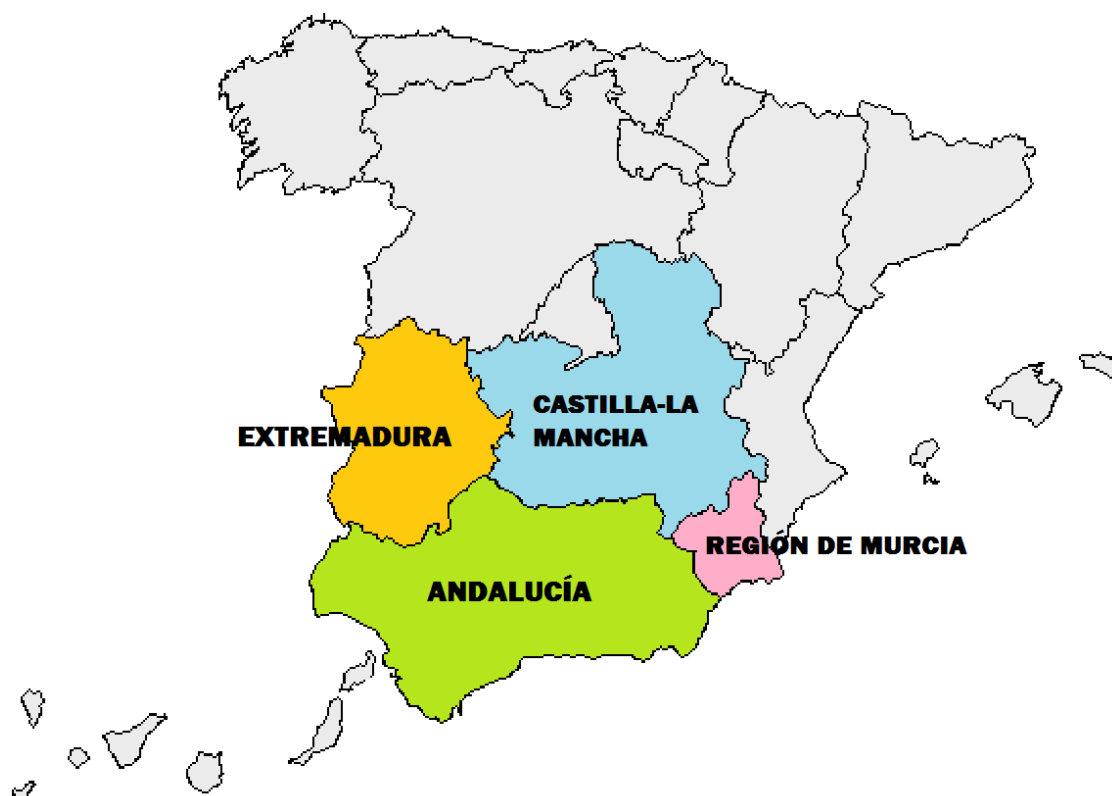 CASTILLA-LA
MANCHA
EXTREMADURA
REGIÓN DE MURCIA
ANDALUCÍA